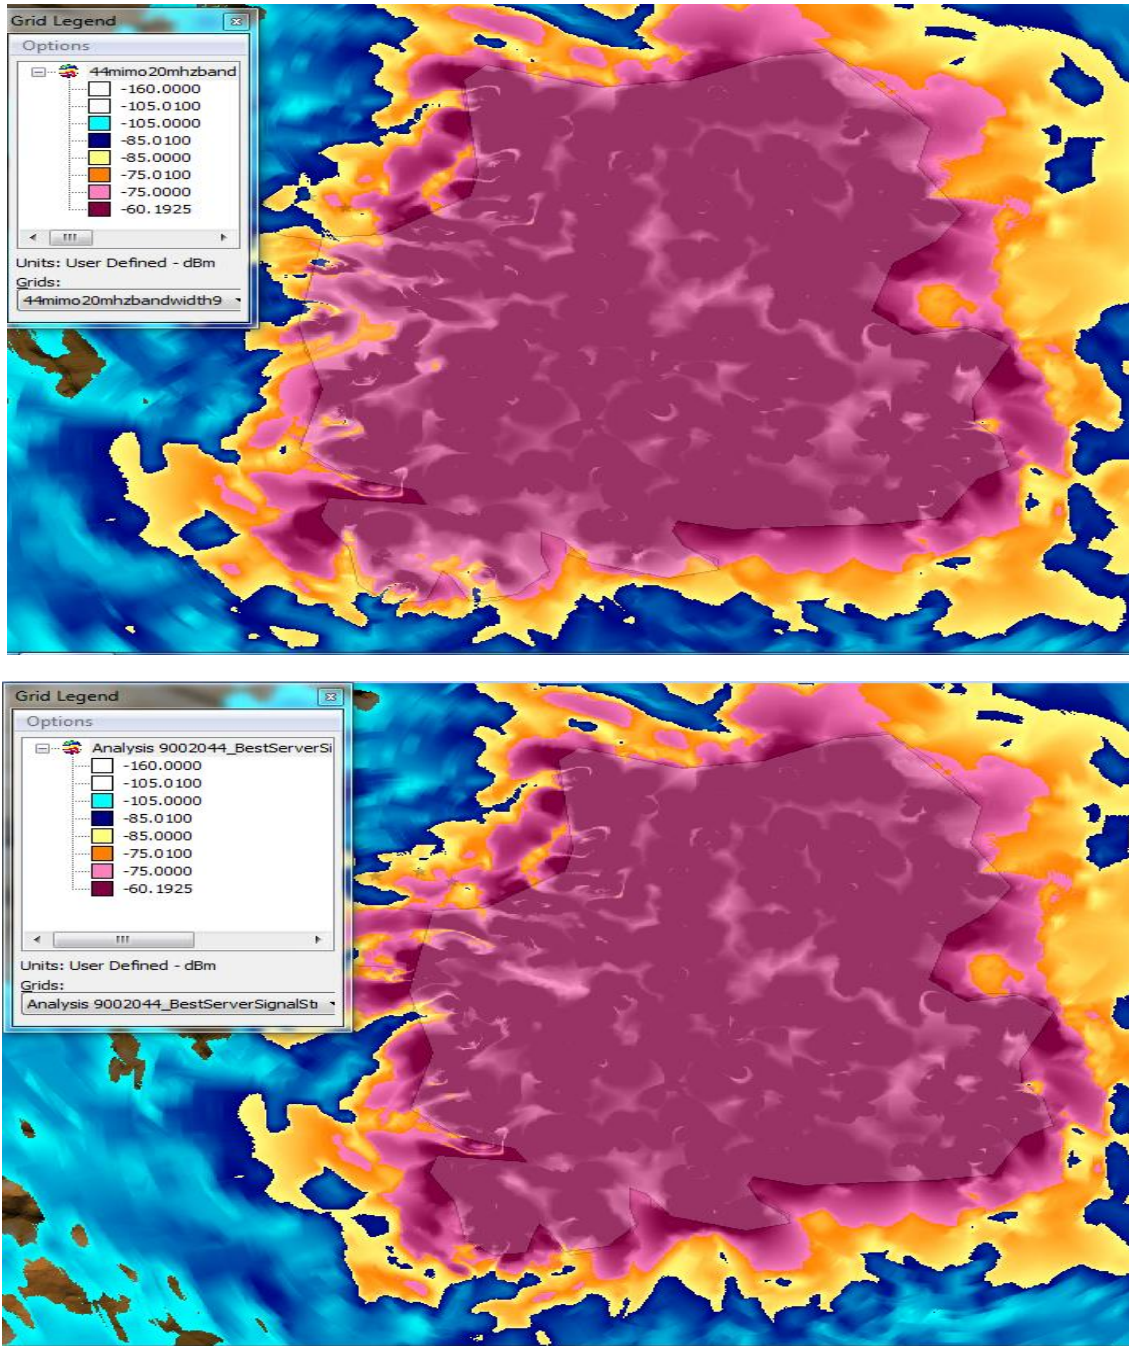 Grid Legend
Options
44mimo20mhzband
-160.0000
-105.0100
-105.0000
-85.0100
-85.0000
-75.0100
-75.0000
-60.1925
Units: User Defined - dBm
Grids:
44mimo20mhzbandwidth9
Grid Legend
Options
Analysis 9002044_BestServerSi
-160.0000
-105.0100
-105.0000
-85.0100
-85.0000
-75.0100
-75.0000
-60.1925
Units: User Defined - dBm
Grids:
Analysis 9002044_BestServerSignalSti